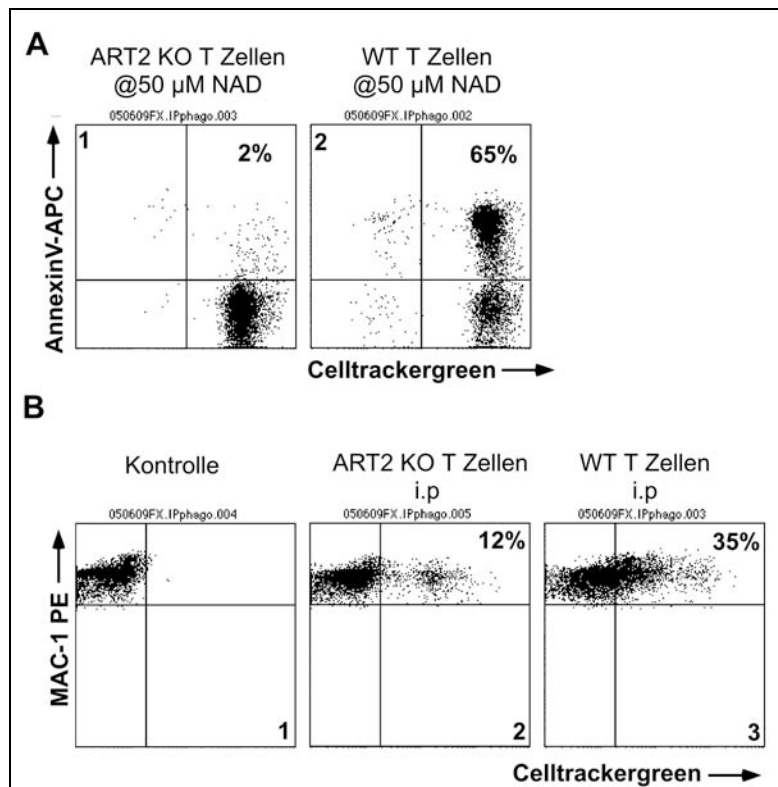 A
ART2 KO T Zellen
@50 µM NAD
WT T Zellen
@50 µM NAD
050609FX.IPphago.003
050609FX.IPphago.002
1
2%
2
65%
AnnexinV-APC
Celltrackergreen
B
Kontrolle
ART2 KO T Zellen
i.p
WT T Zellen
i.p
050609FX.IPphago.004
050609FX.IPphago.005
050609FX.IPphago.003
12%
35%
MAC-1 PE
1
2
3
Celltrackergreen